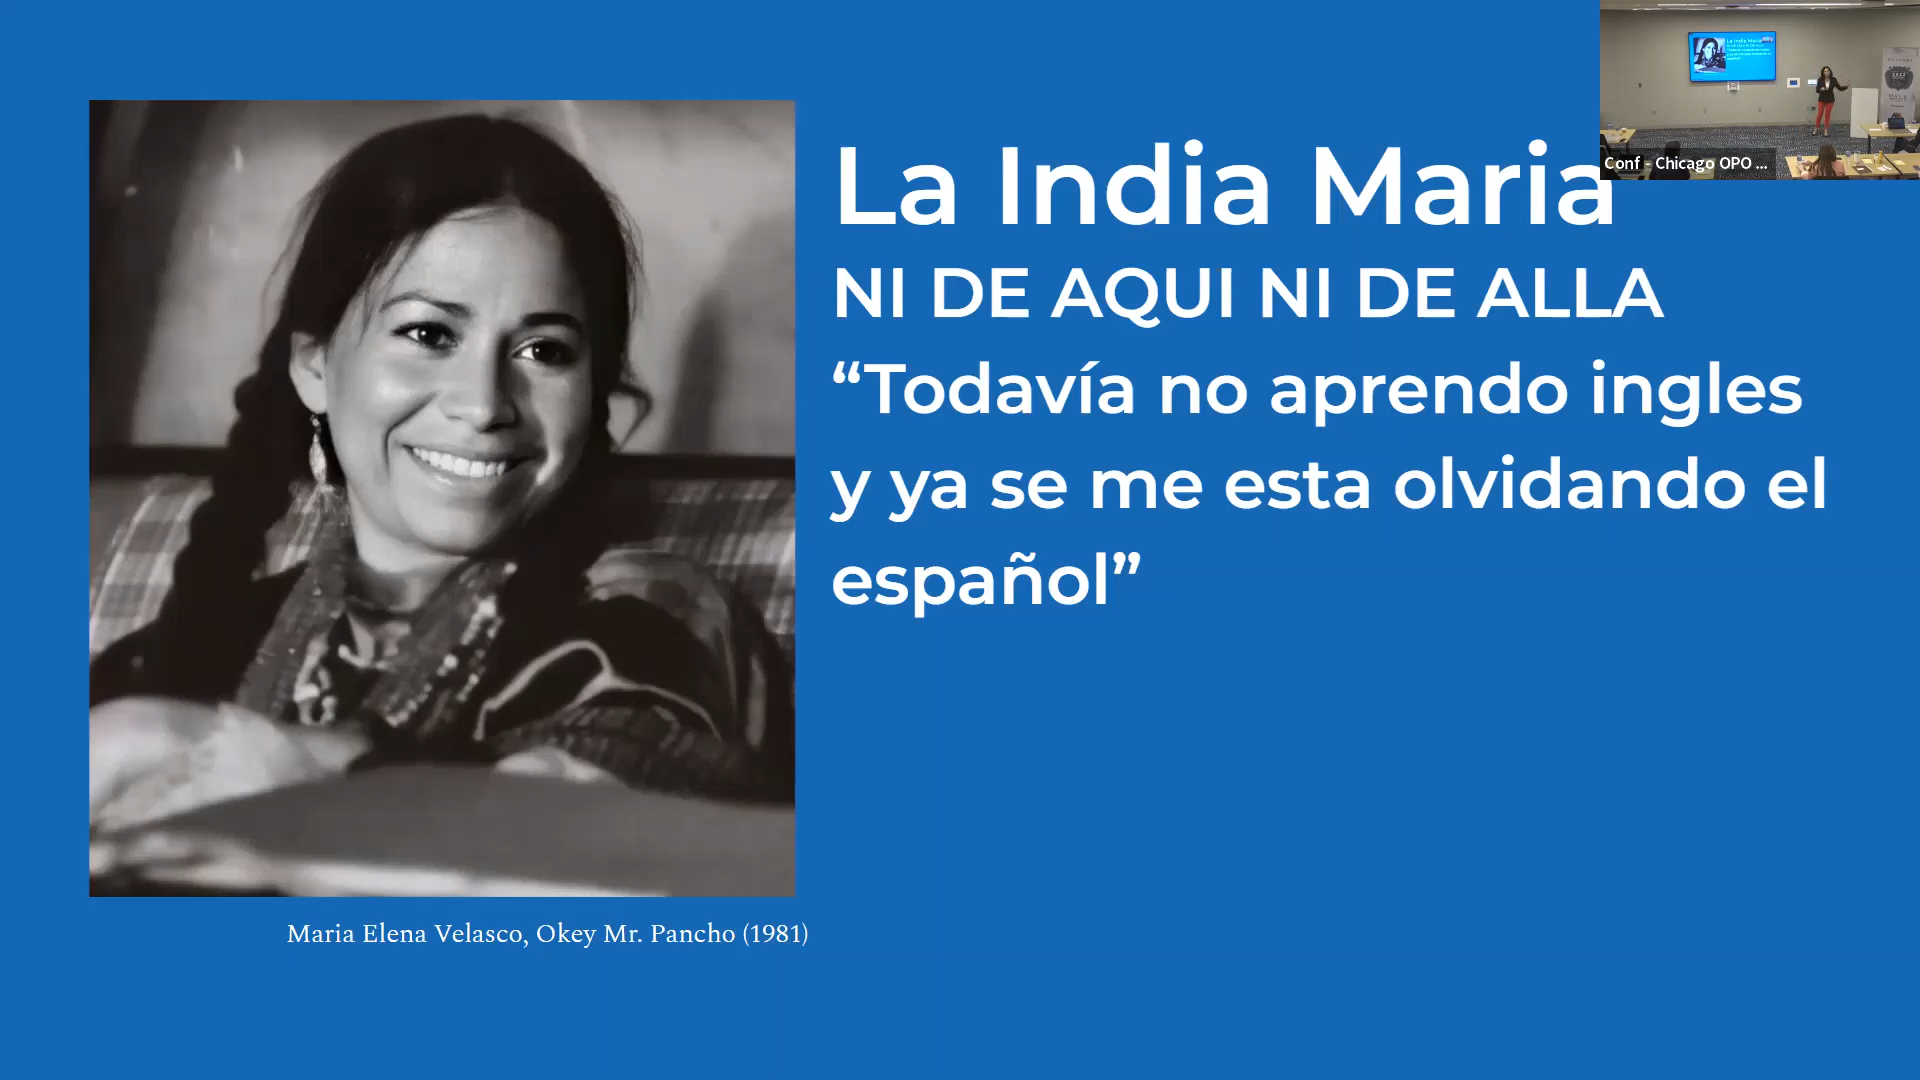 La India Maria
NI DE AQUI NI DE ALLA
“Todavía no aprendo ingles
y ya se me esta olvidando el
español”
Maria Elena Velasco, Okey Mr. Pancho (1981)
Conf - Chicago OPO ...